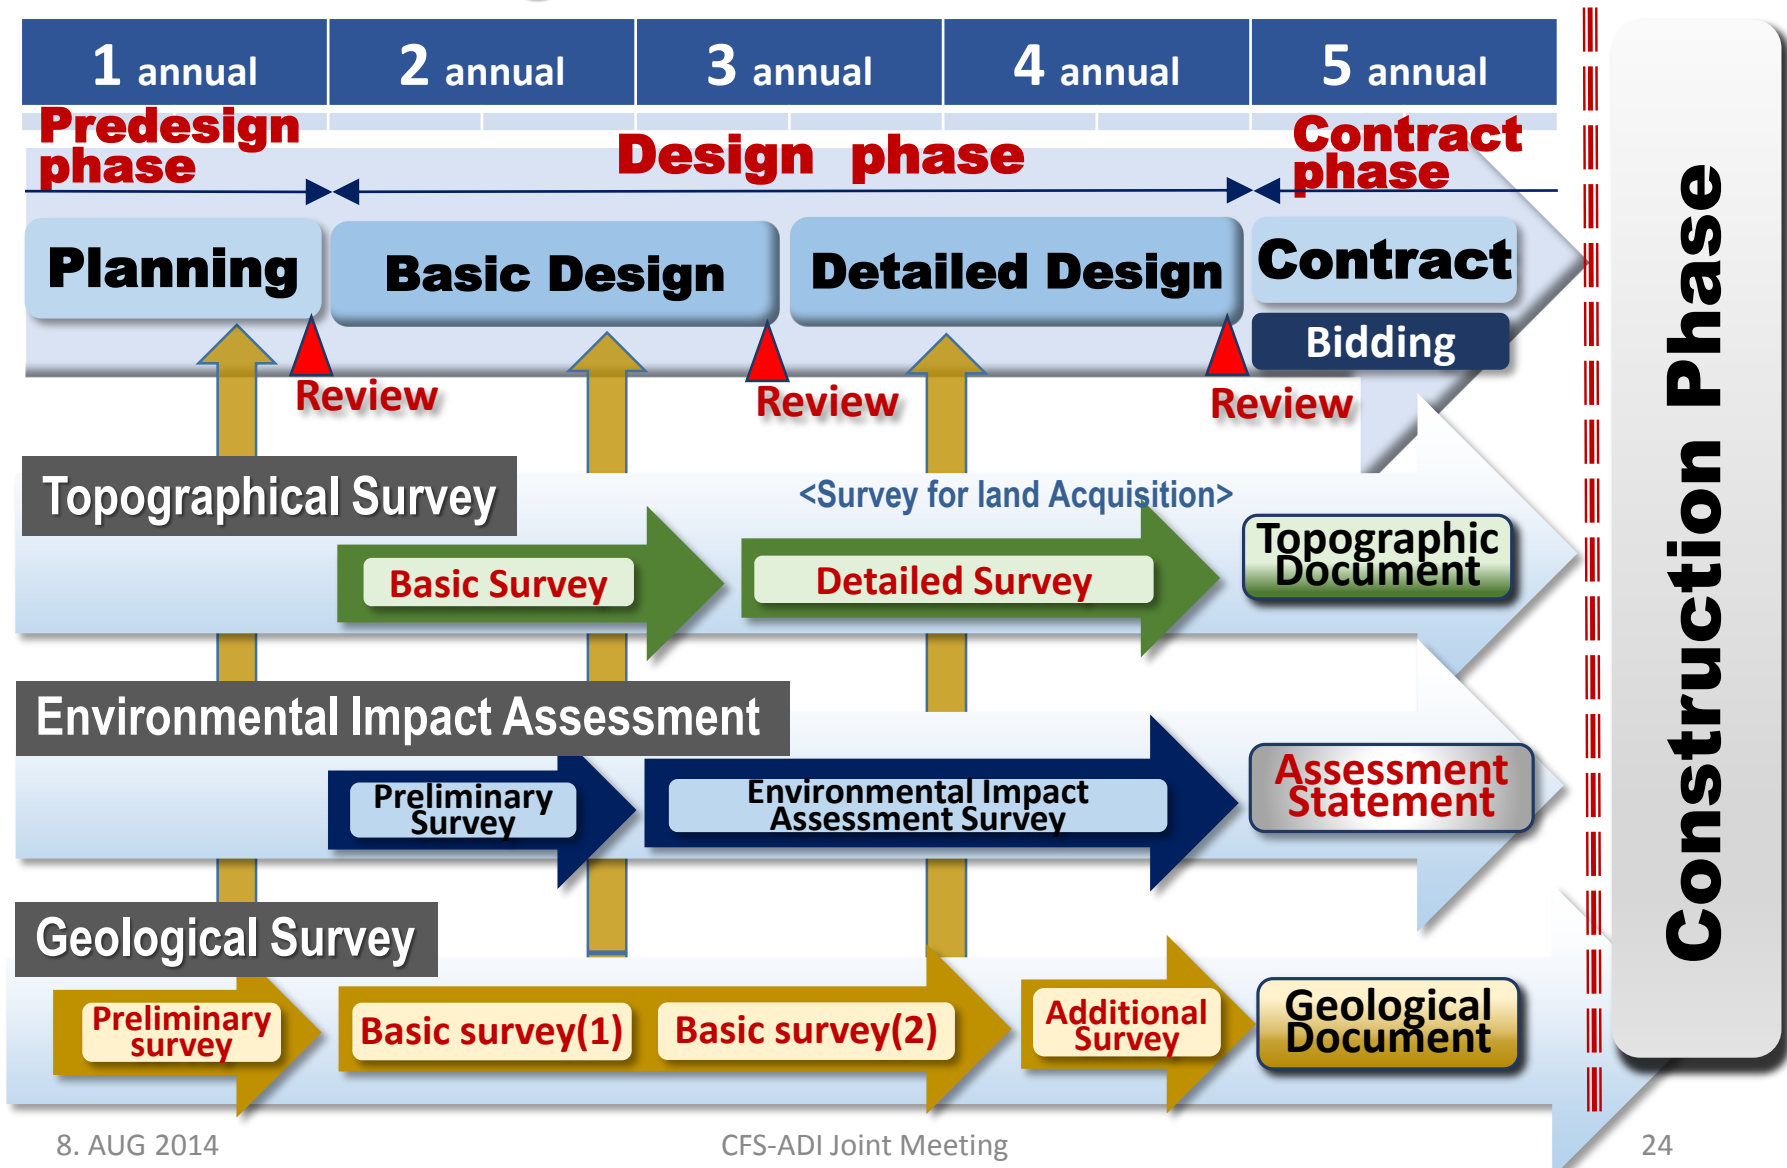 1 annual
2 annual
3 annual
4 annual
5 annual
Predesign
phase
Design phase
Contract
phase
Planning
Basic Design
Detailed Design
Contract
Bidding
Review
Review
Review
Topographical Survey
<Survey for land Acquisition>
Basic Survey
Detailed Survey
Topographic
Document
Environmental Impact Assessment
Preliminary
Survey
Environmental Impact
Assessment Survey
Assessment
Statement
Geological Survey
Preliminary
survey
Basic survey(1)
Basic survey(2)
Additional
Survey
Geological
Document
Construction Phase
8. AUG 2014
CFS-ADI Joint Meeting
24